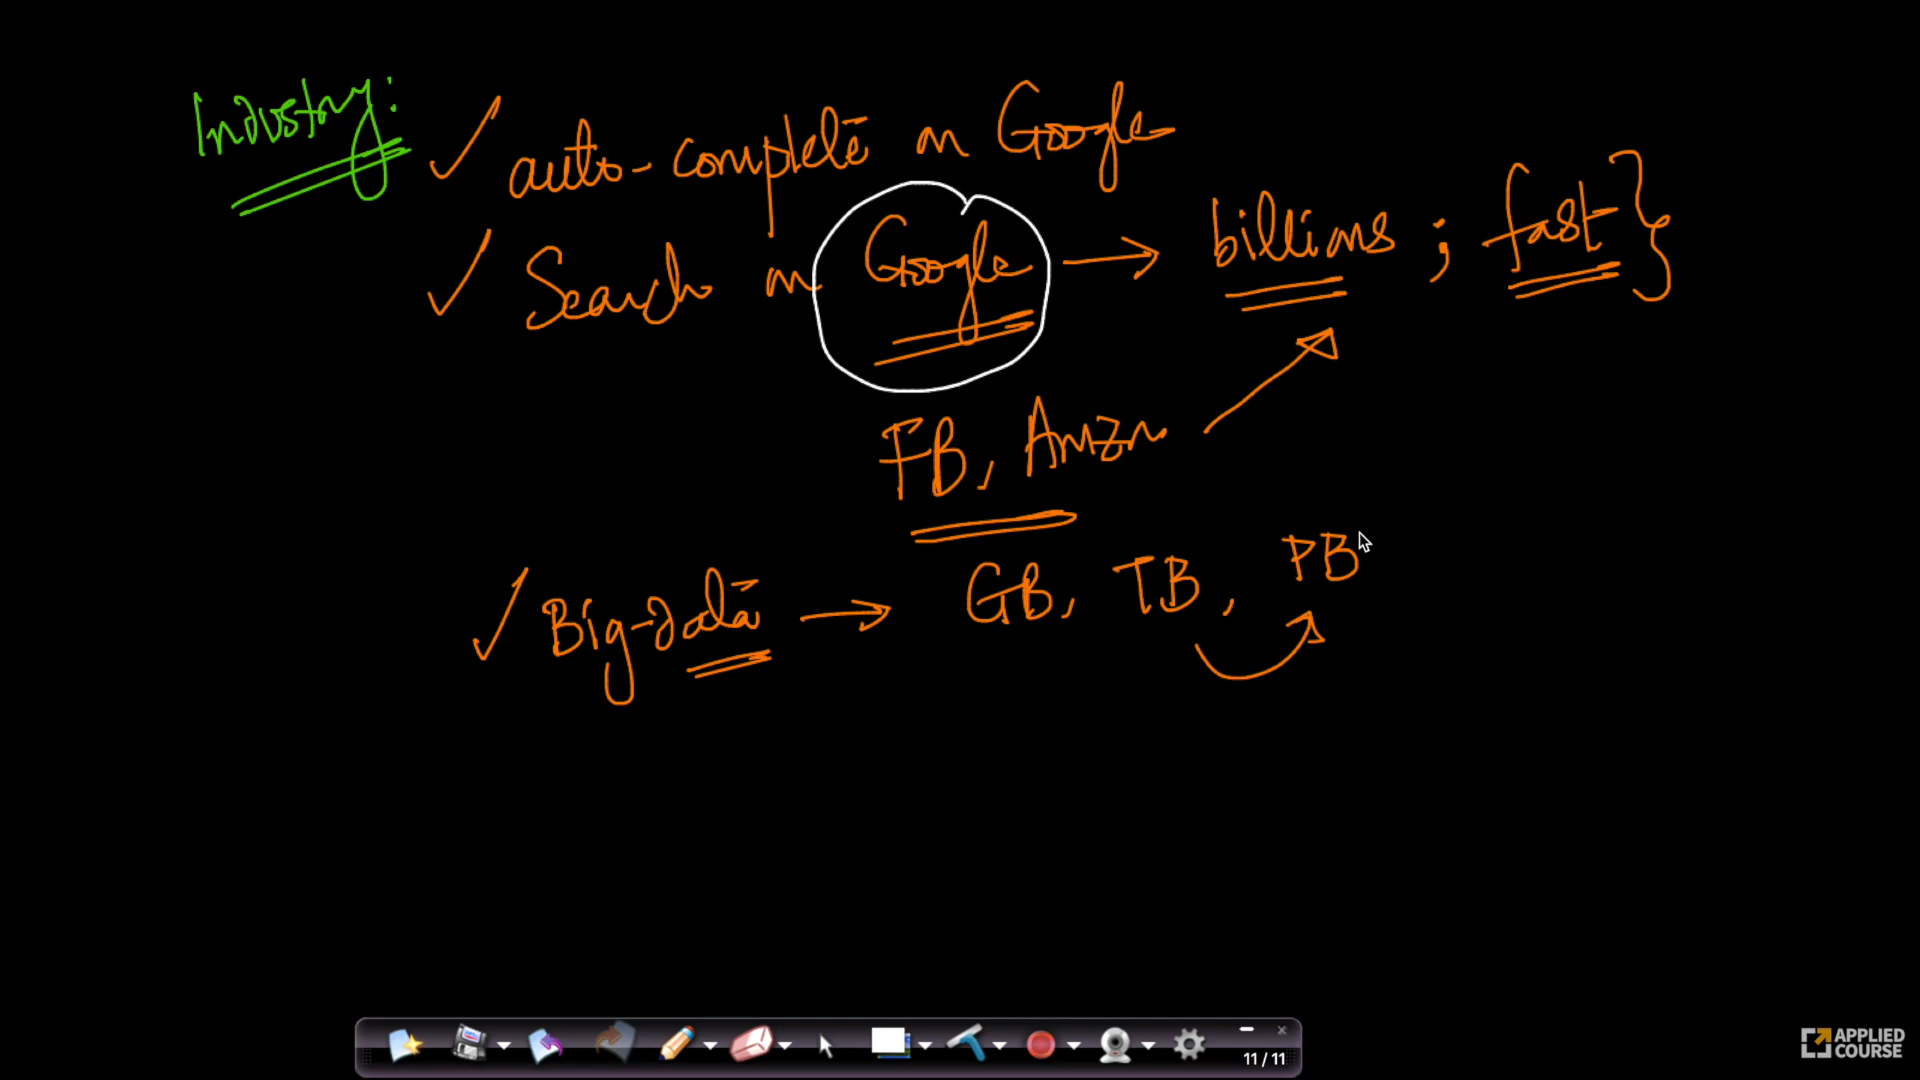 Industry:
✓ auto-complete on Google
✓ Search on Google → billions ; fast}
FB, Amzn
✓ Big-data → GB, TB, PB
11 / 11
APPLIED
COURSE